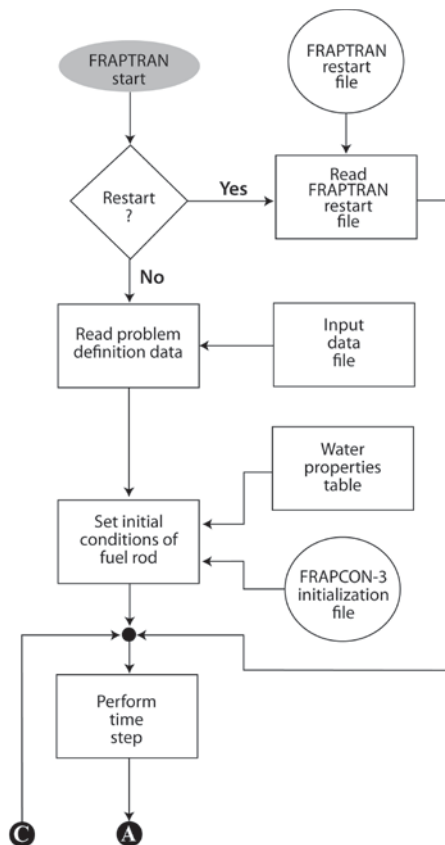 FRAPTRAN
start
FRAPTRAN
restart
file
Restart
?
Yes
Read
FRAPTRAN
restart
file
No
Read problem
definition data
Input
data
file
Water
properties
table
Set initial
conditions of
fuel rod
FRAPCON-3
initialization
file
Perform
time
step
C
A